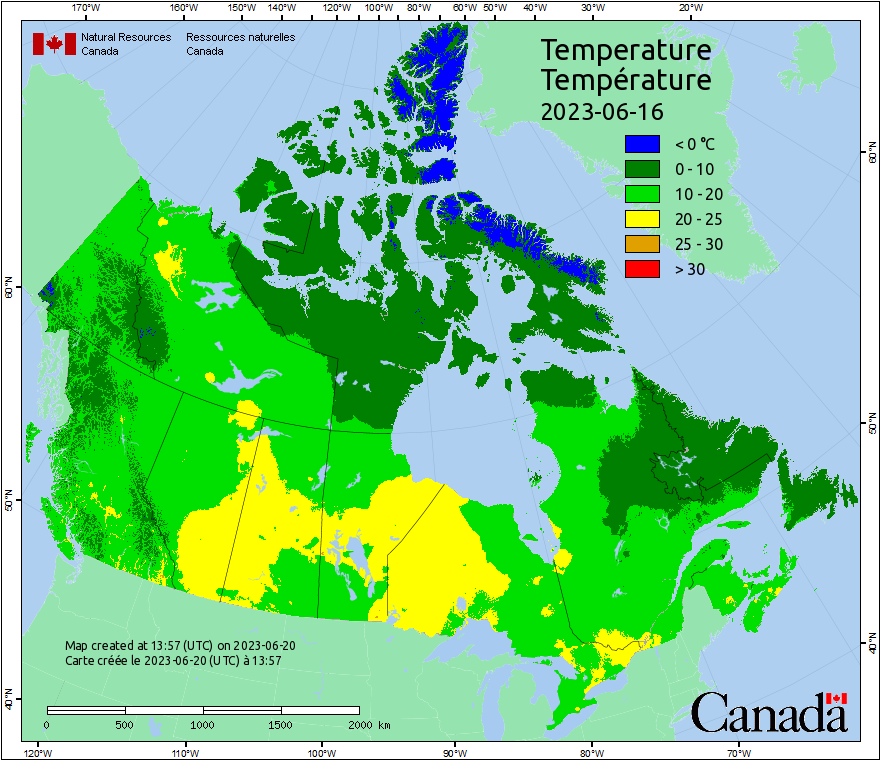 170°W 160°W 150°W 140°W 130°W 120°W 110°W 100°W 80°W 60°W 50°W 40°W 30°W 20°W
Natural Resources Ressources naturelles
Canada Canada
Temperature
Température
2023-06-16
< 0 °C
0 - 10
10 - 20
20 - 25
25 - 30
> 30
60°N
60°N
50°N
50°N
40°N
40°N
Map created at 13:57 (UTC) on 2023-06-20
Carte créée le 2023-06-20 (UTC) à 13:57
0 500 1000 1500 2000 km
Canada
120°W 110°W 100°W 90°W 80°W 70°W